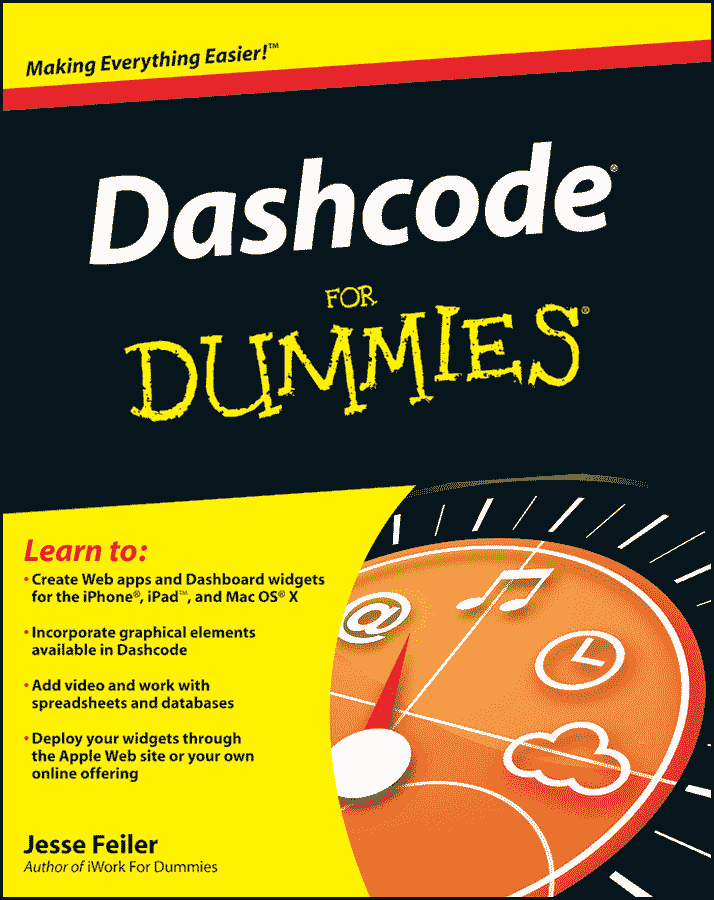 Making Everything Easier!™
Dashcode®
FOR
DUMMIES®
Learn to:
• Create Web apps and Dashboard widgets
for the iPhone®, iPad™, and Mac OS® X
• Incorporate graphical elements
available in Dashcode
• Add video and work with
spreadsheets and databases
• Deploy your widgets through
the Apple Web site or your own
online offering
@
Jesse Feiler
Author of iWork For Dummies